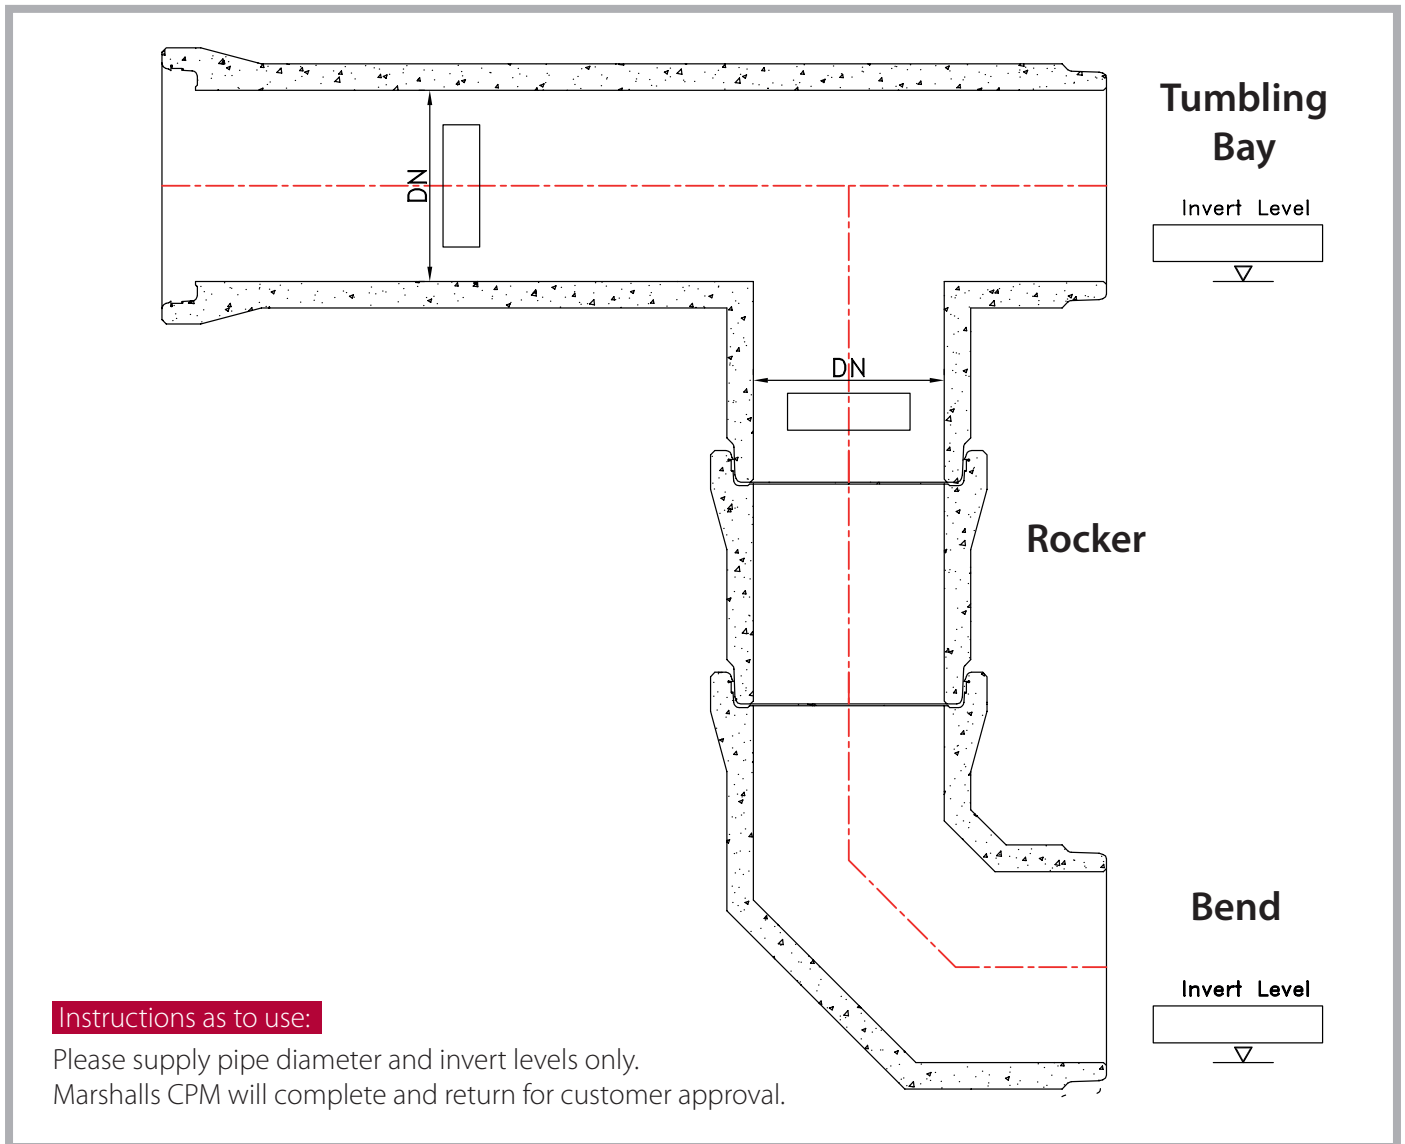 Tumbling
Bay
Invert Level
DN
DN
Rocker
Bend
Invert Level
Instructions as to use:
Please supply pipe diameter and invert levels only.
Marshalls CPM will complete and return for customer approval.